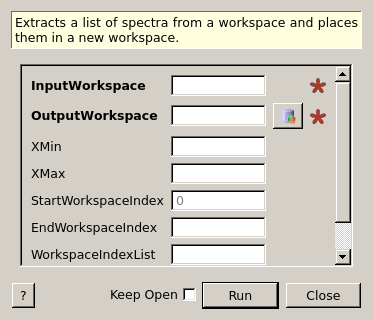 Extracts a list of spectra from a workspace and places
them in a new workspace.
InputWorkspace
OutputWorkspace
XMin
XMax
StartWorkspaceIndex 0
EndWorkspaceIndex
WorkspaceIndexList
? Keep Open Run Close